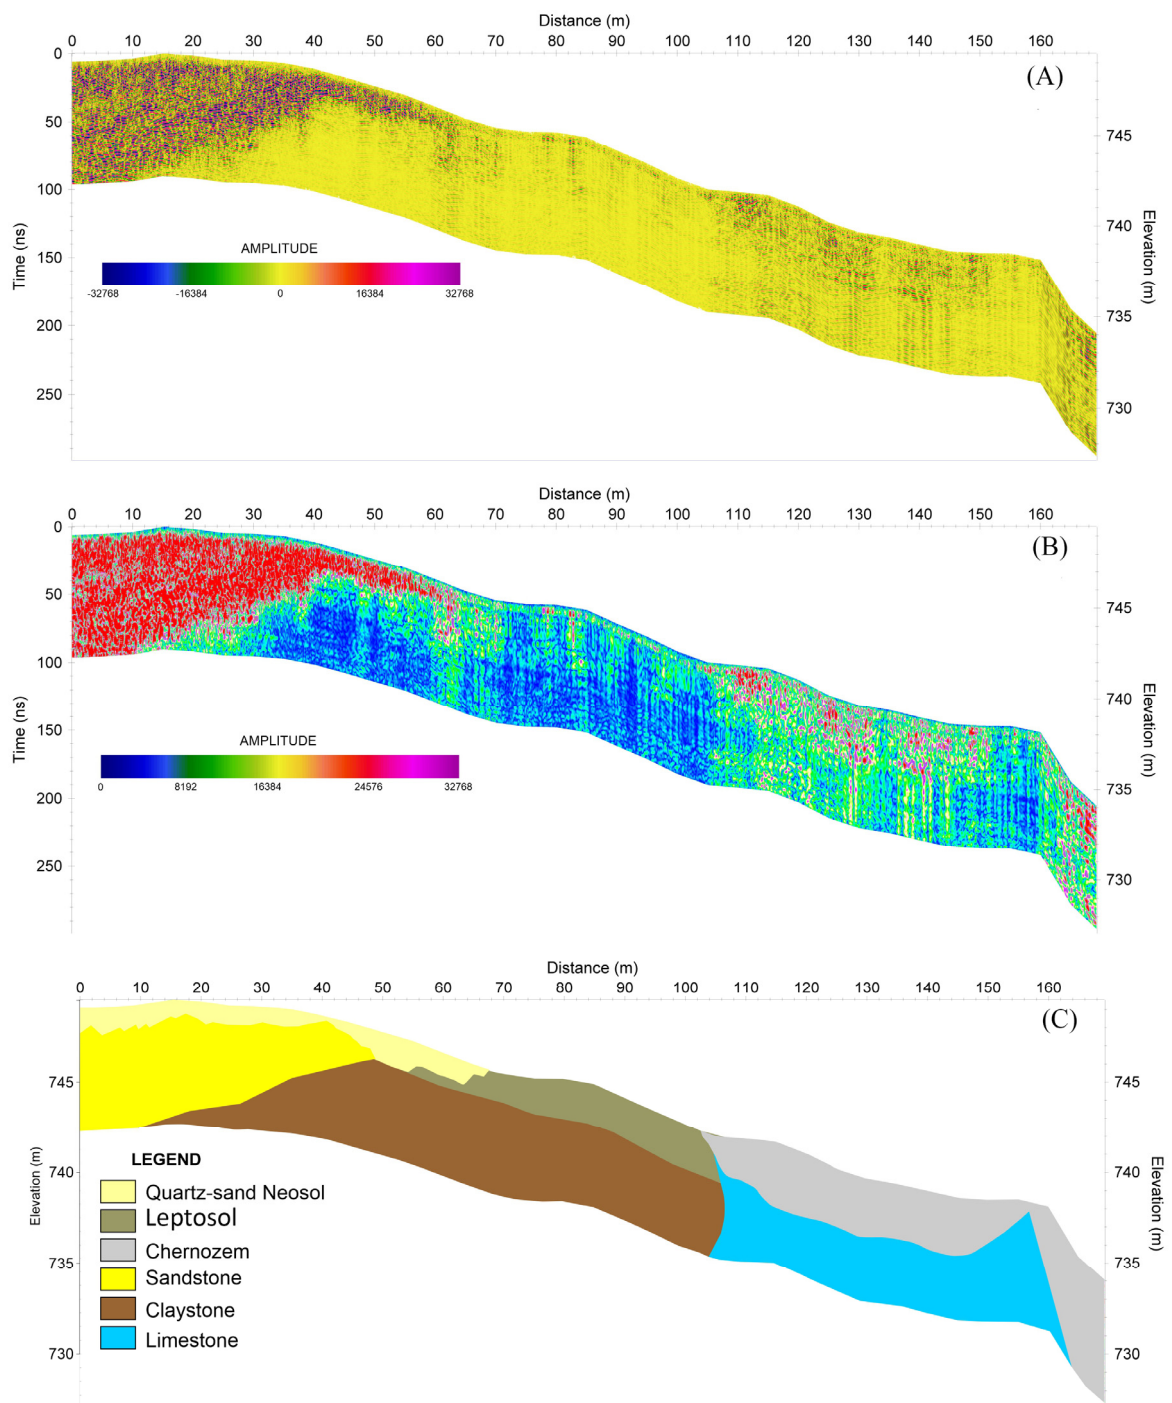 Distance (m)
0 10 20 30 40 50 60 70 80 90 100 110 120 130 140 150 160
(A)
0
50
100
150
200
250
Time (ns)
745
740
735
730
Elevation (m)
AMPLITUDE
-32768 -16384 0 16384 32768
Distance (m)
0 10 20 30 40 50 60 70 80 90 100 110 120 130 140 150 160
(B)
0
50
100
150
200
250
Time (ns)
745
740
735
730
Elevation (m)
AMPLITUDE
0 8192 16384 24576 32768
Distance (m)
0 10 20 30 40 50 60 70 80 90 100 110 120 130 140 150 160
(C)
745
740
735
730
Elevation (m)
745
740
735
730
Elevation (m)
LEGEND
Quartz-sand Neosol
Leptosol
Chernozem
Sandstone
Claystone
Limestone